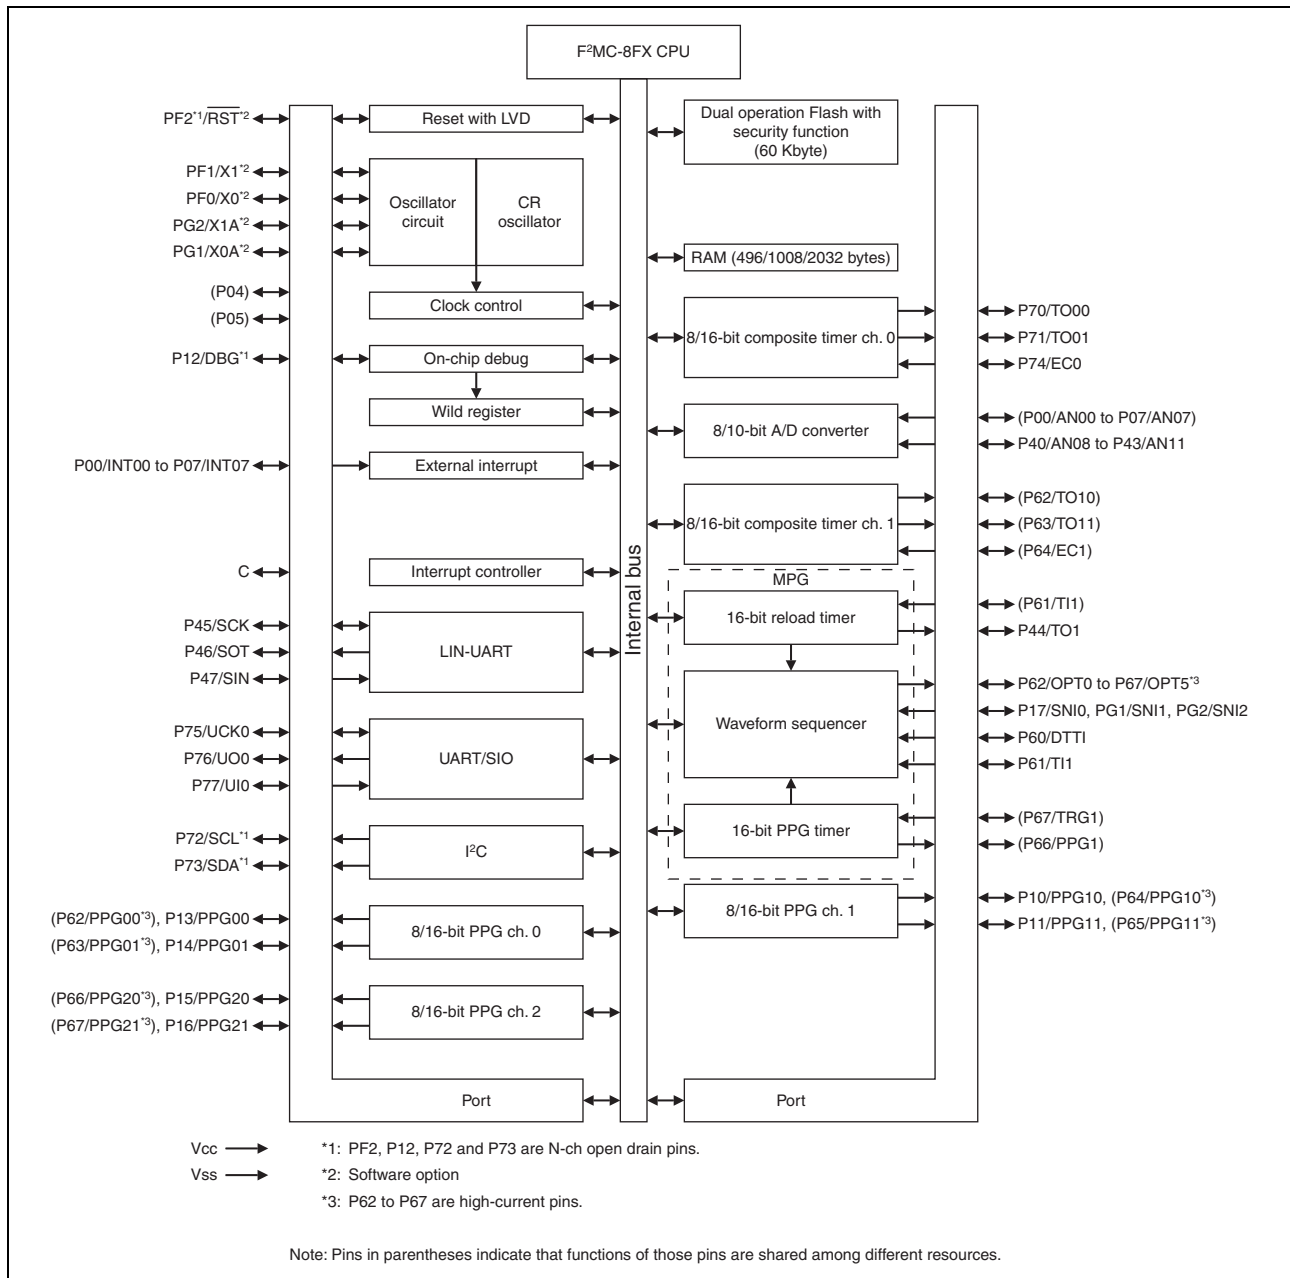 F²MC-8FX CPU
PF2*1/RST*2
Reset with LVD
Dual operation Flash with
security function
(60 Kbyte)
PF1/X1*2
PF0/X0*2
PG2/X1A*2
PG1/X0A*2
Oscillator
circuit
CR
oscillator
RAM (496/1008/2032 bytes)
(P04)
(P05)
Clock control
8/16-bit composite timer ch. 0
P70/TO00
P71/TO01
P74/EC0
P12/DBG*1
On-chip debug
Wild register
8/10-bit A/D converter
(P00/AN00 to P07/AN07)
P40/AN08 to P43/AN11
P00/INT00 to P07/INT07
External interrupt
8/16-bit composite timer ch. 1
(P62/TO10)
(P63/TO11)
(P64/EC1)
C
Interrupt controller
Internal bus
MPG
16-bit reload timer
(P61/TI1)
P44/TO1
P45/SCK
P46/SOT
P47/SIN
LIN-UART
Waveform sequencer
P62/OPT0 to P67/OPT5*3
P17/SNI0, PG1/SNI1, PG2/SNI2
P60/DTTI
P61/TI1
P75/UCK0
P76/UO0
P77/UI0
UART/SIO
16-bit PPG timer
(P67/TRG1)
(P66/PPG1)
P72/SCL*1
P73/SDA*1
I²C
8/16-bit PPG ch. 1
P10/PPG10, (P64/PPG10*3)
P11/PPG11, (P65/PPG11*3)
(P62/PPG00*3), P13/PPG00
(P63/PPG01*3), P14/PPG01
8/16-bit PPG ch. 0
(P66/PPG20*3), P15/PPG20
(P67/PPG21*3), P16/PPG21
8/16-bit PPG ch. 2
Port
Port
Vcc
Vss
*1: PF2, P12, P72 and P73 are N-ch open drain pins.
*2: Software option
*3: P62 to P67 are high-current pins.
Note: Pins in parentheses indicate that functions of those pins are shared among different resources.